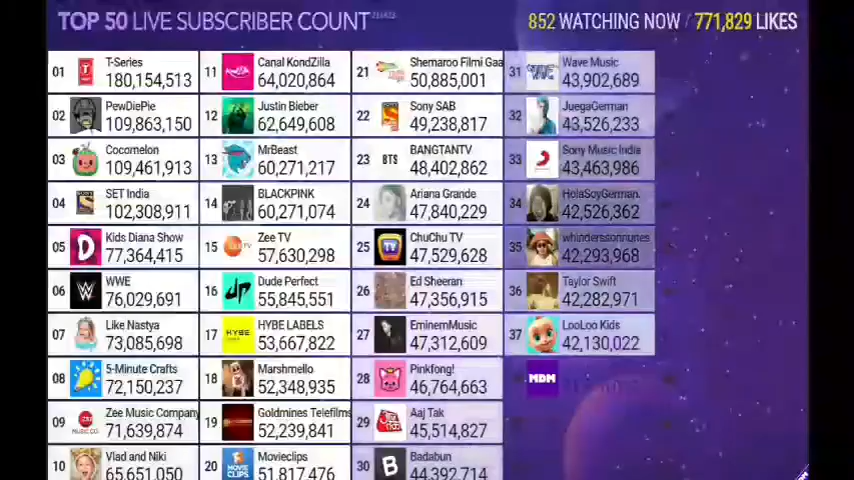 TOP 50 LIVE SUBSCRIBER COUNT
852 WATCHING NOW / 771,829 LIKES
01 T-Series
180,154,513
02 PewDiePie
109,863,150
03 Cocomelon
109,461,913
04 SET India
102,308,911
05 Kids Diana Show
77,364,415
06 WWE
76,029,691
07 Like Nastya
73,085,698
08 5-Minute Crafts
72,150,237
09 Zee Music Company
71,639,874
10 Vlad and Niki
65,651,050
11 Canal KondZilla
64,020,864
12 Justin Bieber
62,649,608
13 MrBeast
60,271,217
14 BLACKPINK
60,271,074
15 Zee TV
57,630,298
16 Dude Perfect
55,845,551
17 HYBE LABELS
53,667,822
18 Marshmello
52,348,935
19 Goldmines Telefilms
52,239,841
20 Movieclips
51,817,476
21 Shemaroo Filmi Gaa
50,885,001
22 Sony SAB
49,238,817
23 BTS BANGTANTV
48,402,862
24 Ariana Grande
47,840,229
25 ChuChu TV
47,529,628
26 Ed Sheeran
47,356,915
27 EminemMusic
47,312,609
28 Pinkfong!
46,764,663
29 Aaj Tak
45,514,827
30 Badabun
44,392,714
31 Wave Music
43,902,689
32 JuegaGerman
43,526,233
33 Sony Music India
43,463,986
34 HolaSoyGerman.
42,526,362
35 whinderssonnunes
42,293,968
36 Taylor Swift
42,282,971
37 LooLoo Kids
42,130,022
MDM